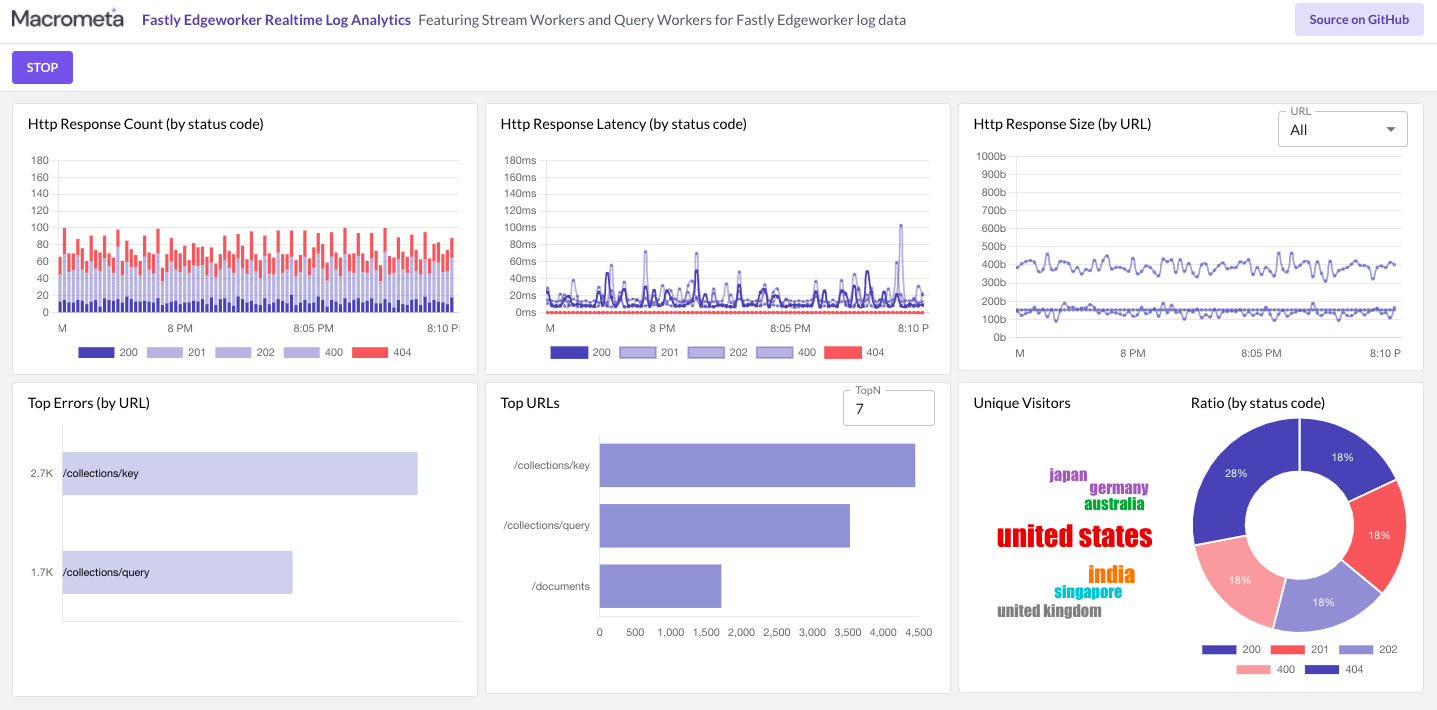 Macrometa Fastly Edgeworker Realtime Log Analytics Featuring Stream Workers and Query Workers for Fastly Edgeworker log data Source on GitHub
STOP
Http Response Count (by status code)
180
160
140
120
100
80
60
40
20
0
M 8 PM 8:05 PM 8:10 P
200 201 202 400 404
Http Response Latency (by status code)
180ms
160ms
140ms
120ms
100ms
80ms
60ms
40ms
20ms
0ms
M 8 PM 8:05 PM 8:10 P
200 201 202 400 404
Http Response Size (by URL)
URL
All
1000b
900b
800b
700b
600b
500b
400b
300b
200b
100b
0b
M 8 PM 8:05 PM 8:10 P
Top Errors (by URL)
2.7K /collections/key
1.7K /collections/query
Top URLs
TopN
7
/collections/key
/collections/query
/documents
0 500 1,000 1,500 2,000 2,500 3,000 3,500 4,000 4,500
Unique Visitors
japan
germany
australia
united states
india
singapore
united kingdom
Ratio (by status code)
28% 18%
18%
18%
18%
200 201 202
400 404